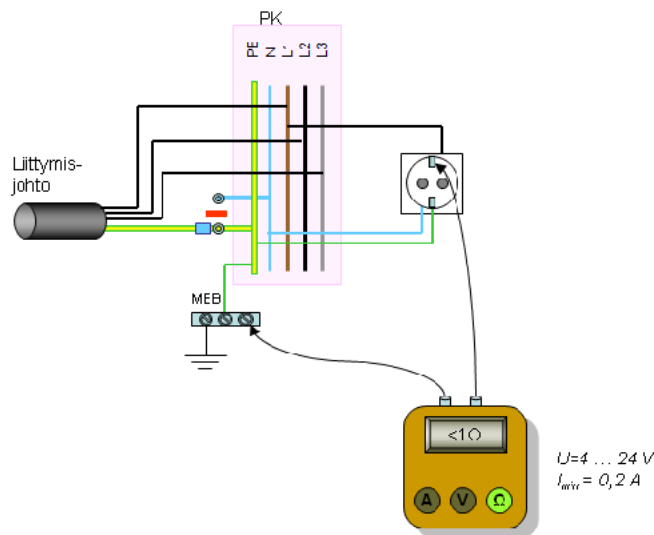 PK
PE
N
L1
L2
L3
Liittymis-
johto
MEB
<1Ω
A
V
Ω
U=4 ... 24 V
Imin = 0,2 A